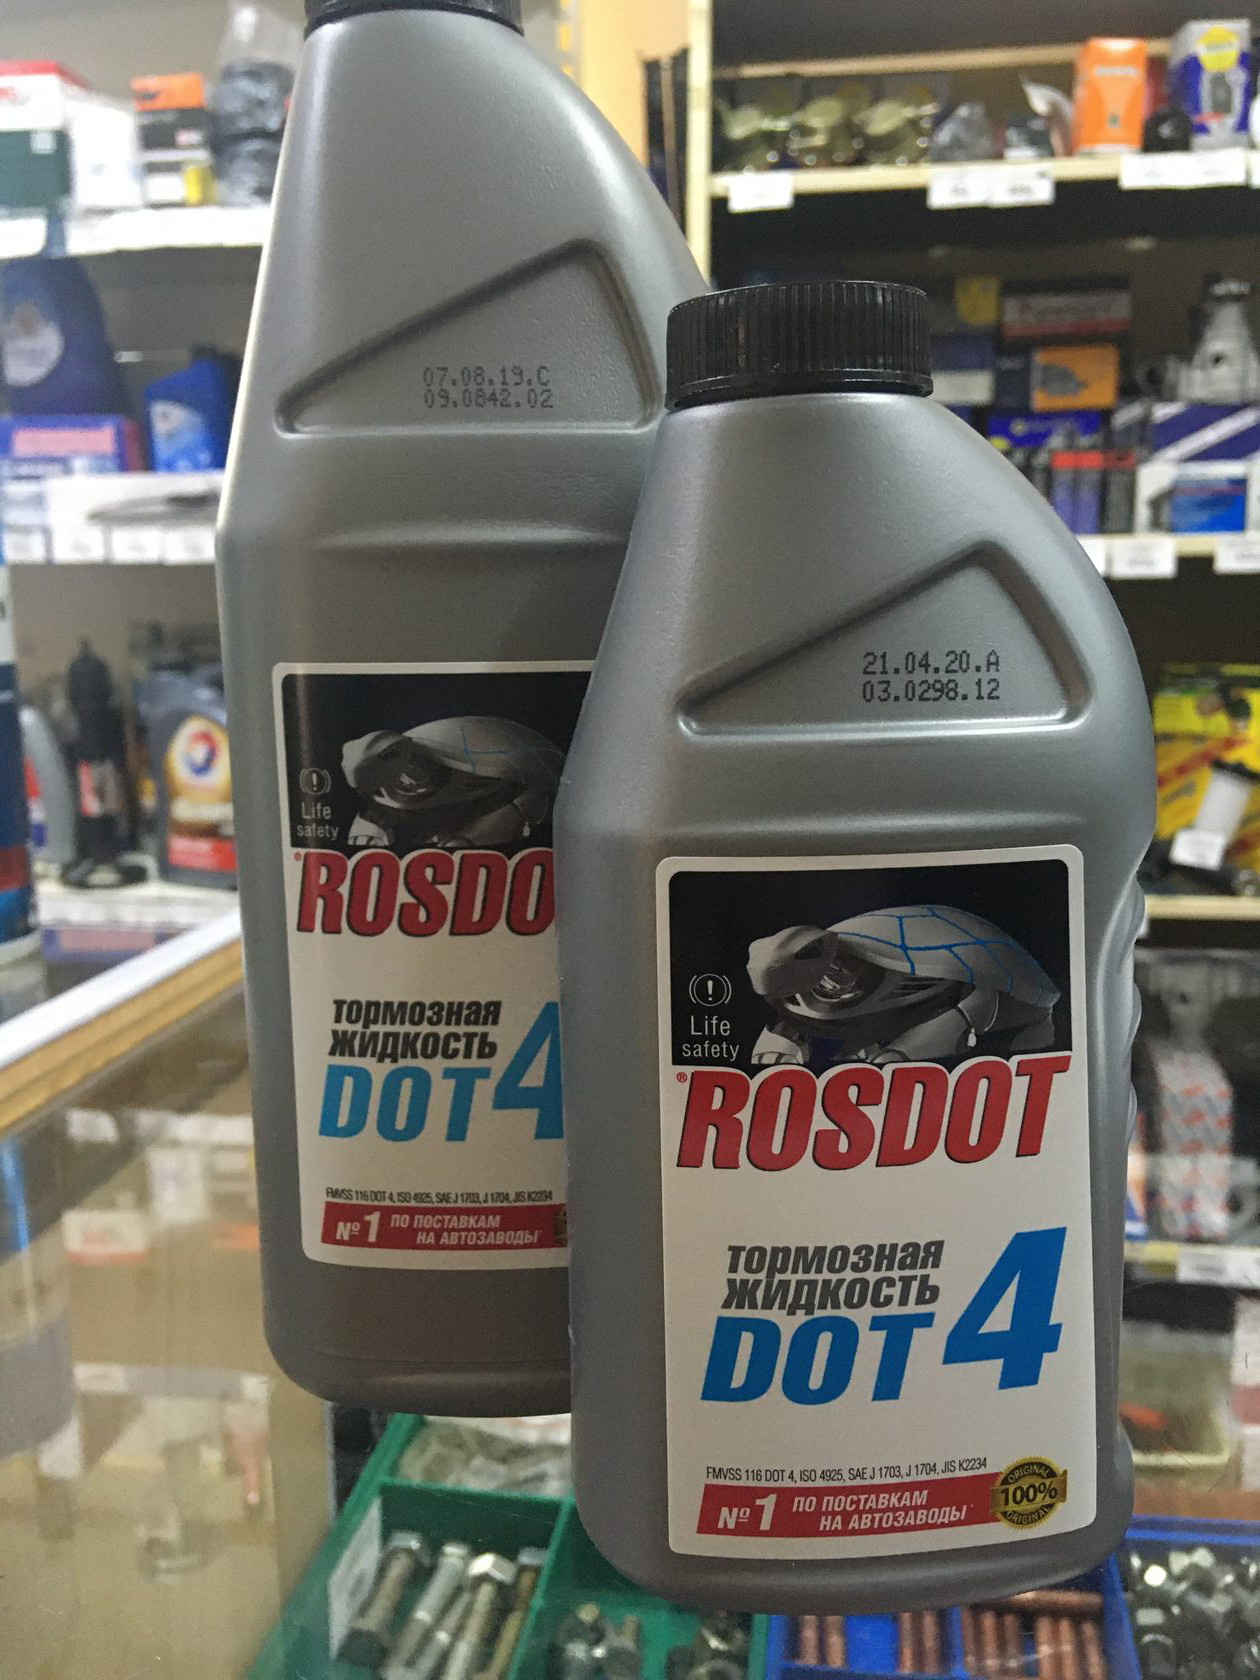 07.08.19.C
09.0842.02
Life
safety
ROSDO
тормозная
жидкость
DOT 4
FMVSS 116 DOT 4, ISO 4925, SAE J 1703, J 1704, JIS K2234
№1 ПО ПОСТАВКАМ
НА АВТОЗАВОДЫ*
21.04.20.A
03.0298.12
Life
safety
®ROSDOT
тормозная
жидкость
DOT 4
FMVSS 116 DOT 4, ISO 4925, SAE J 1703, J 1704, JIS K2234
№1 ПО ПОСТАВКАМ
НА АВТОЗАВОДЫ*
ORIGINAL
100%
ORIGINAL